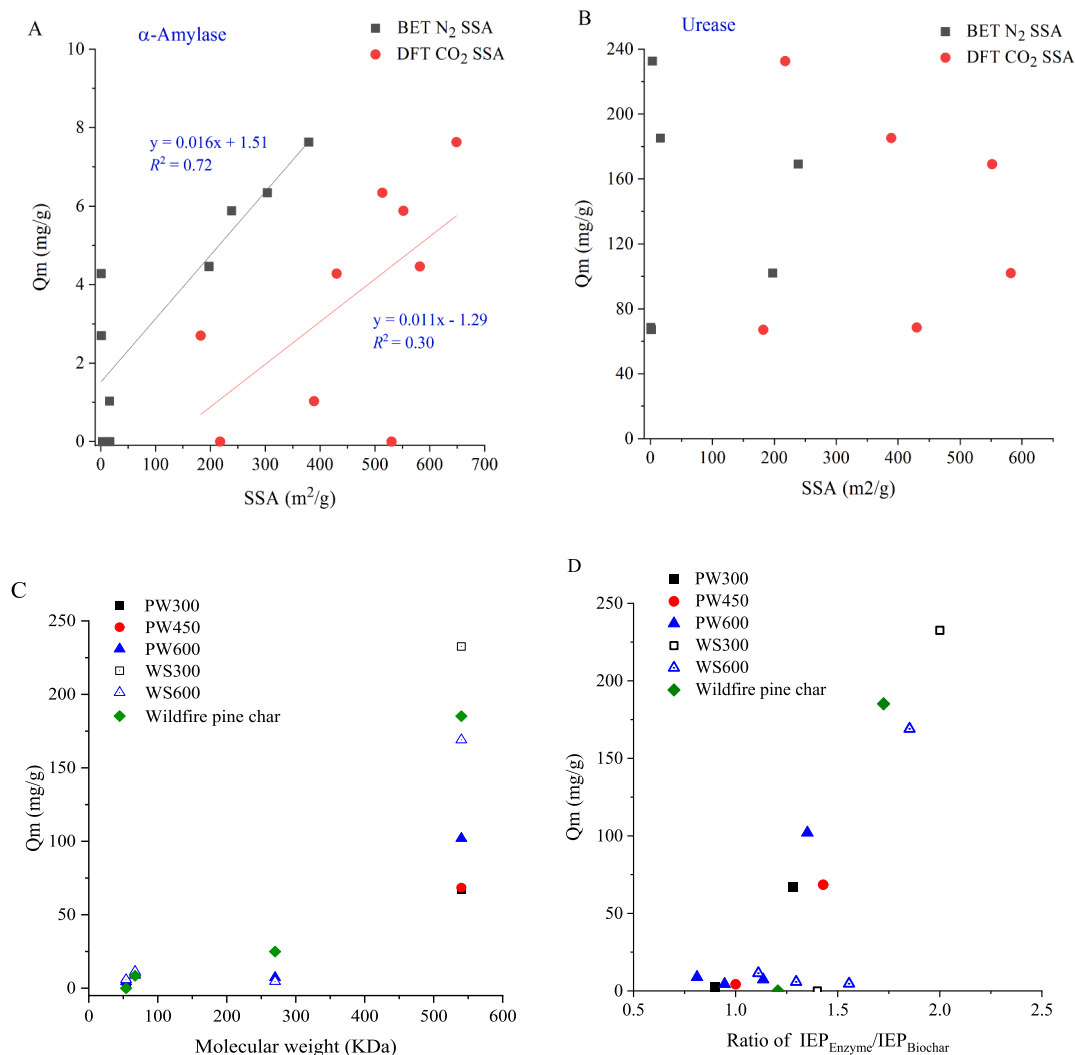 A
α-Amylase
BET N2 SSA
DFT CO2 SSA
10
8
6
4
2
0
Qm (mg/g)
y = 0.016x + 1.51
R2 = 0.72
y = 0.011x - 1.29
R2 = 0.30
0 100 200 300 400 500 600 700
SSA (m2/g)
B
Urease
BET N2 SSA
DFT CO2 SSA
240
200
160
120
80
40
0
Qm (mg/g)
0 100 200 300 400 500 600
SSA (m2/g)
C
PW300
PW450
PW600
WS300
WS600
Wildfire pine char
250
200
150
100
50
0
Qm (mg/g)
0 100 200 300 400 500 600
Molecular weight (KDa)
D
PW300
PW450
PW600
WS300
WS600
Wildfire pine char
250
200
150
100
50
0
Qm (mg/g)
0.5 1.0 1.5 2.0 2.5
Ratio of IEPEnzyme/IEPBiochar